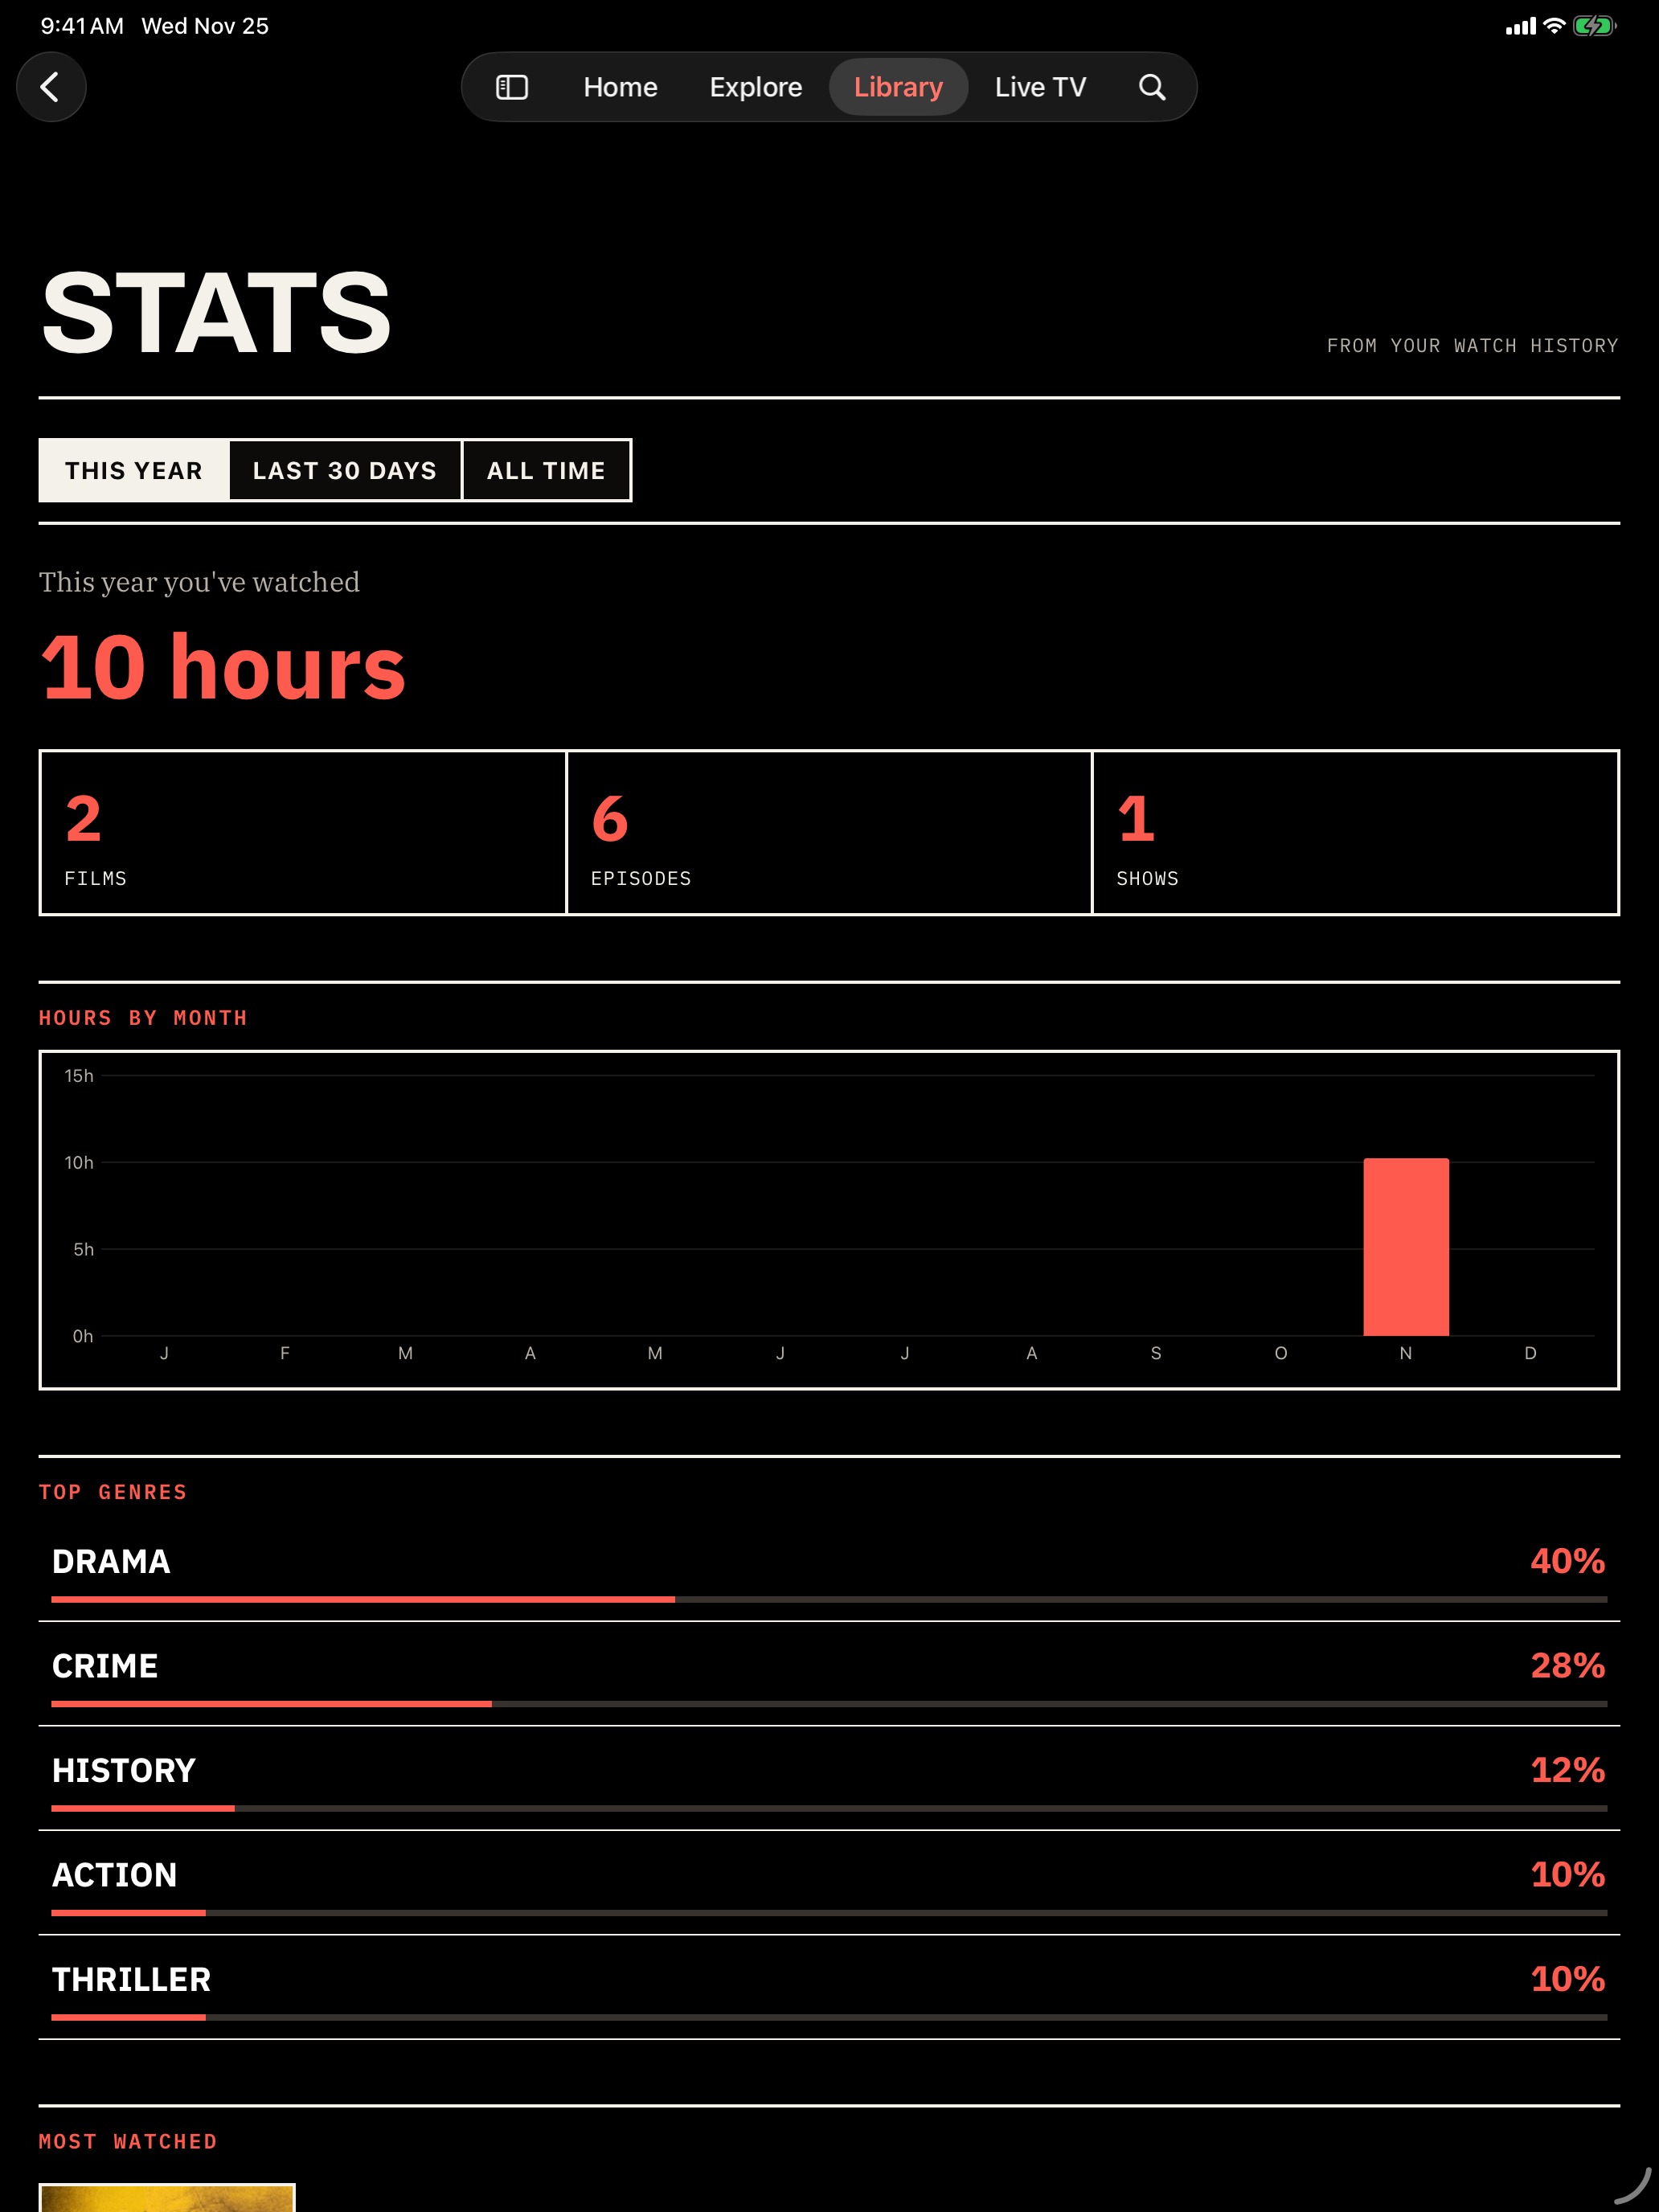 9:41 AM Wed Nov 25
Home Explore Library Live TV
STATS
FROM YOUR WATCH HISTORY
THIS YEAR LAST 30 DAYS ALL TIME
This year you've watched
10 hours
2 6 1
FILMS EPISODES SHOWS
HOURS BY MONTH
15h
10h
5h
0h
J F M A M J J A S O N D
TOP GENRES
DRAMA 40%
CRIME 28%
HISTORY 12%
ACTION 10%
THRILLER 10%
MOST WATCHED